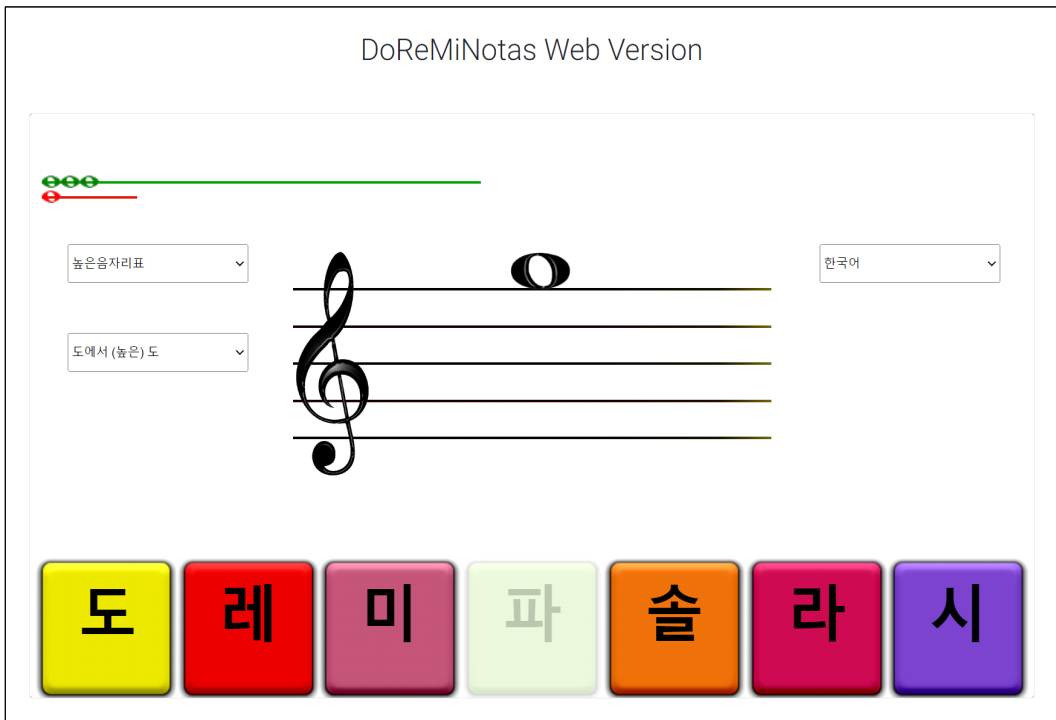 DoReMiNotas Web Version
높은음자리표
한국어
도에서 (높은) 도
도 레 미 파 솔 라 시